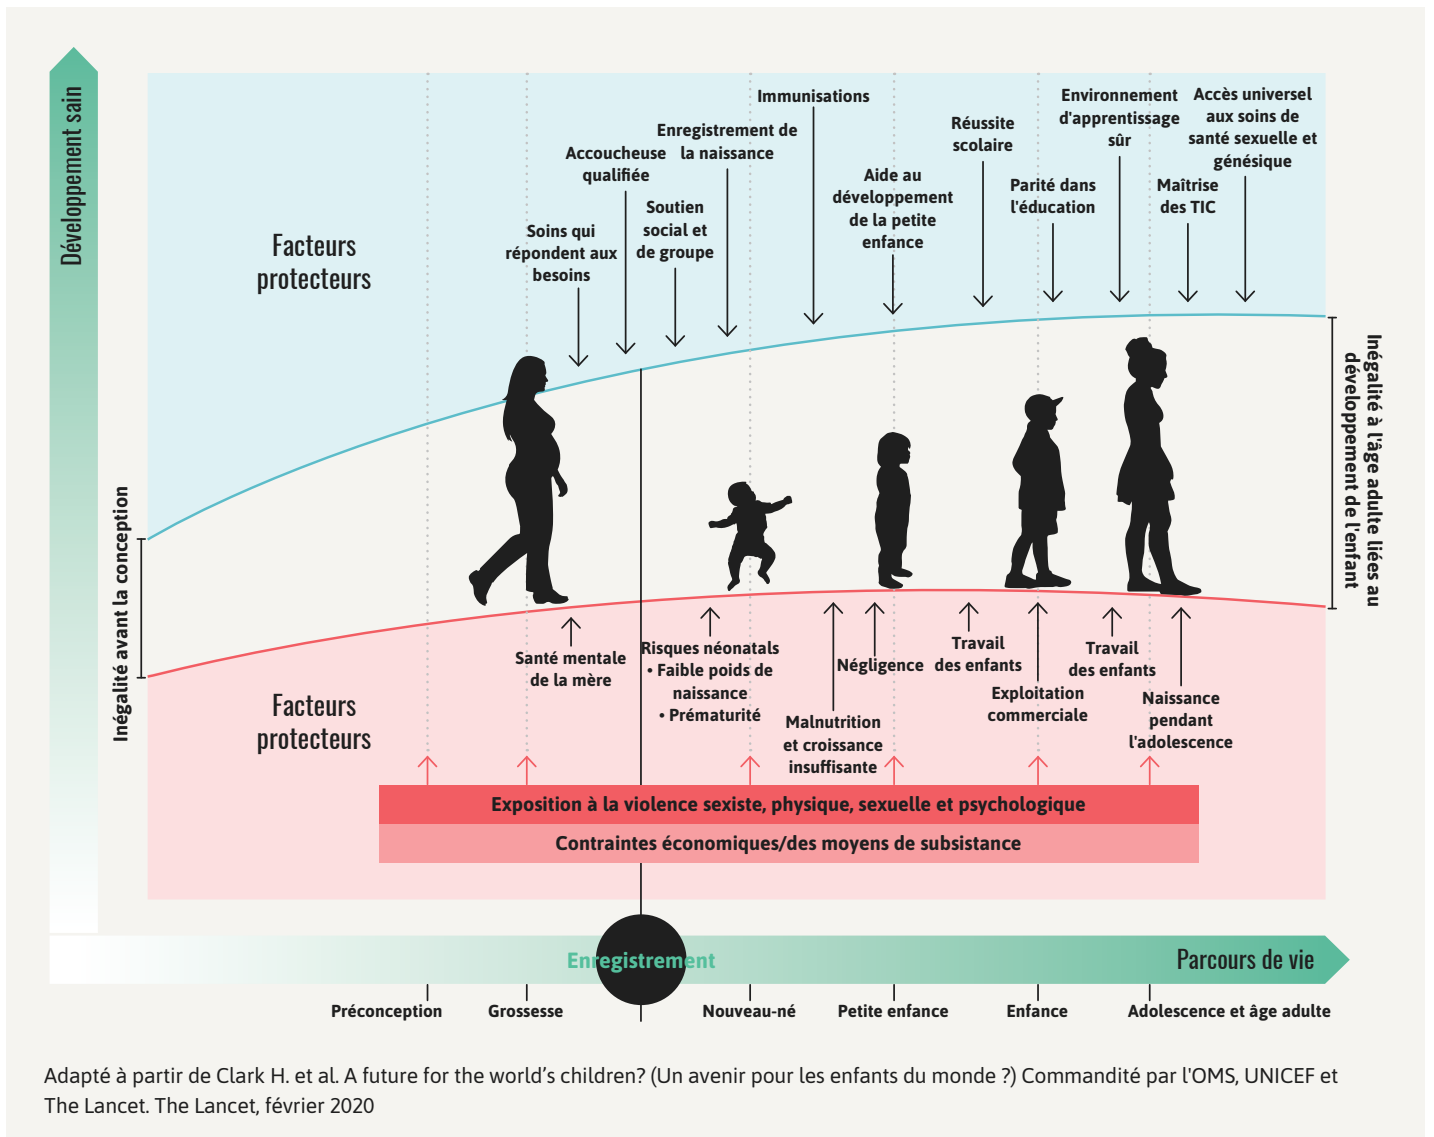 Développement sain
Immunisations
Enregistrement de
la naissance
Accoucheuse
qualifiée
Soutien
social et
de groupe
Soins qui
répondent aux
besoins
Aide au
développement
de la petite
enfance
Réussite
scolaire
Parité dans
l'éducation
Environnement
d'apprentissage
sûr
Maîtrise
des TIC
Accès universel
aux soins de
santé sexuelle et
génésique
Facteurs
protecteurs
Inégalité avant la conception
Inégalité à l'âge adulte liées au
développement de l'enfant
Santé mentale
de la mère
Risques néonatals
• Faible poids de
naissance
• Prématurité
Malnutrition
et croissance
insuffisante
Négligence
Travail
des enfants
Exploitation
commerciale
Travail
des enfants
Naissance
pendant
l'adolescence
Facteurs
protecteurs
Exposition à la violence sexiste, physique, sexuelle et psychologique
Contraintes économiques/des moyens de subsistance
Enregistrement
Parcours de vie
Préconception
Grossesse
Nouveau-né
Petite enfance
Enfance
Adolescence et âge adulte
Adapté à partir de Clark H. et al. A future for the world’s children? (Un avenir pour les enfants du monde ?) Commandité par l'OMS, UNICEF et
The Lancet. The Lancet, février 2020